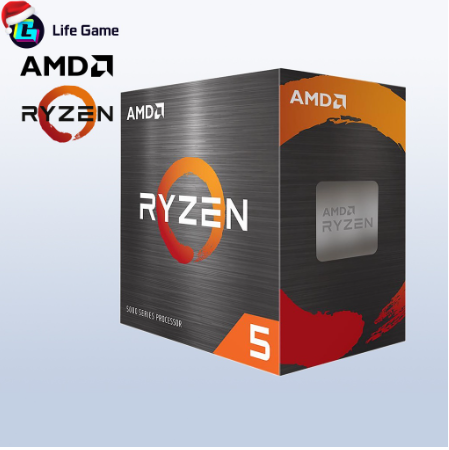 Life Game
AMD
RYZEN
AMD
RYZEN
5000 SERIES PROCESSOR
5
AMD
AMD
RYZEN